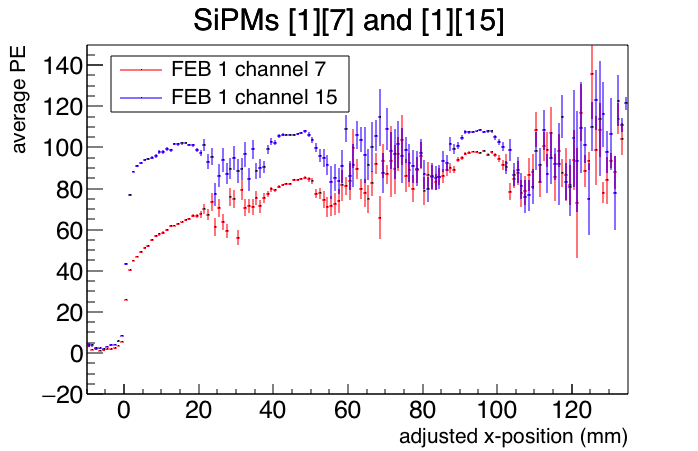 SiPMs [1][7] and [1][15]
average PE
FEB 1 channel 7
FEB 1 channel 15
140
120
100
80
60
40
20
0
−20
0 20 40 60 80 100 120
adjusted x-position (mm)